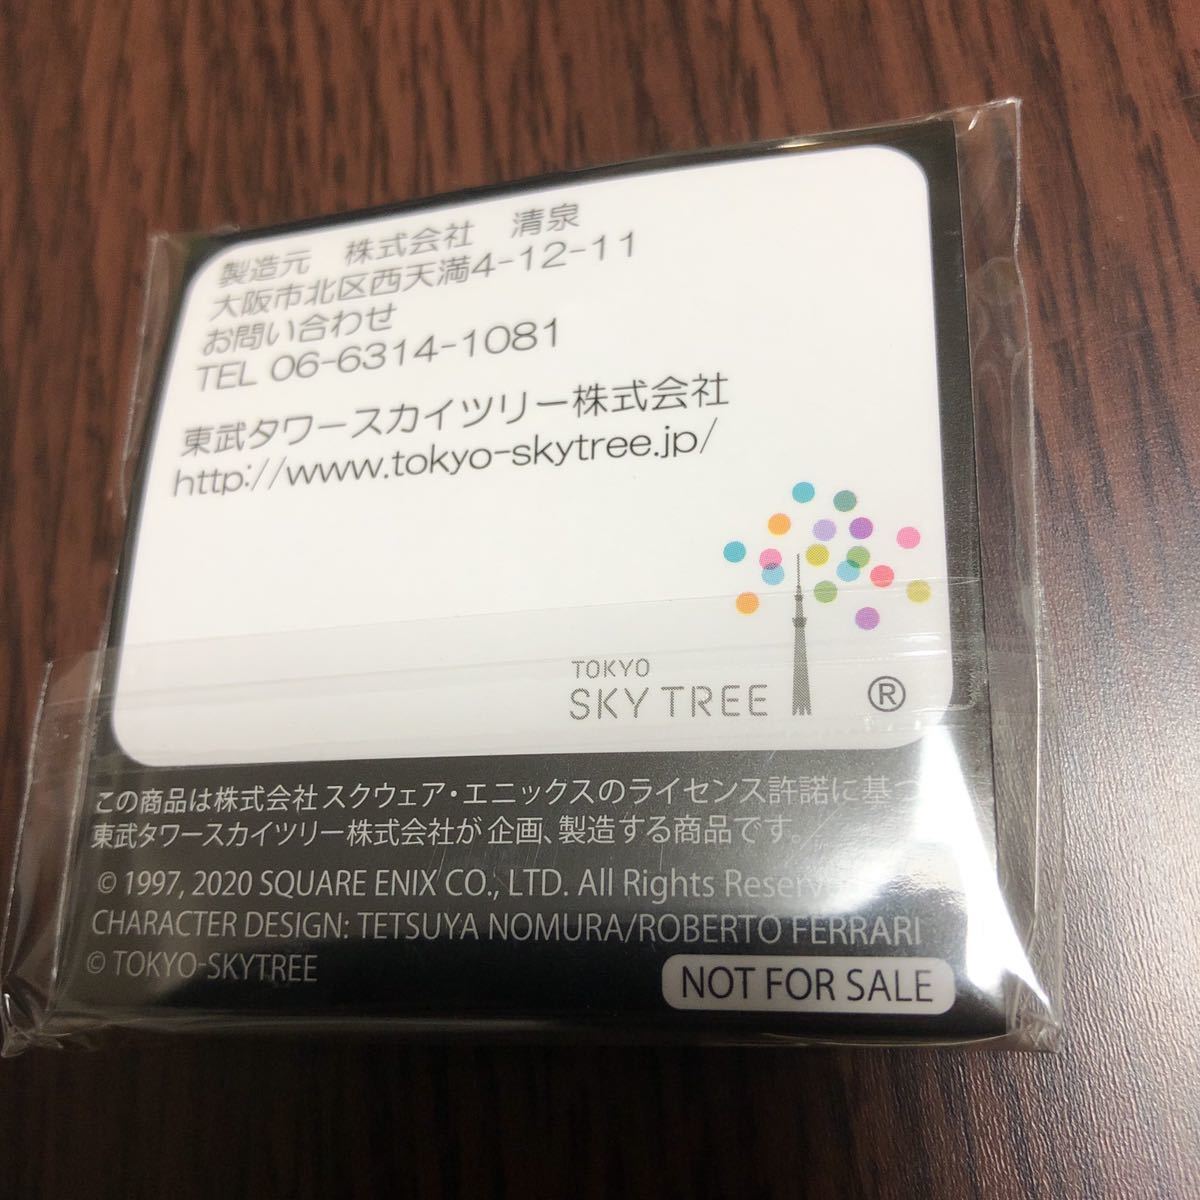 製造元　株式会社　清泉
大阪市北区西天満4-12-11
お問い合わせ
TEL 06-6314-1081
東武タワースカイツリー株式会社
http://www.tokyo-skytree.jp/
TOKYO
SKY TREE ®
この商品は株式会社スクウェア・エニックスのライセンス許諾に基づ
東武タワースカイツリー株式会社が企画、製造する商品です。
© 1997, 2020 SQUARE ENIX CO., LTD. All Rights Reserved.
CHARACTER DESIGN: TETSUYA NOMURA/ROBERTO FERRARI
© TOKYO-SKYTREE
NOT FOR SALE